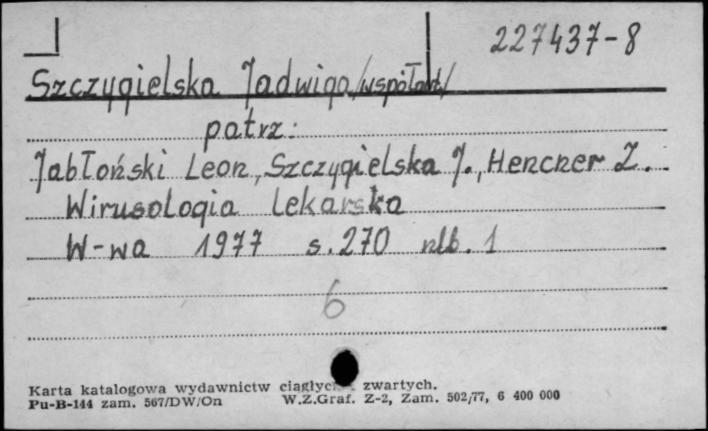 227437-8
Szczygielska Jadwiga /współaut/
patrz:
Jabłoński Leon, Szczygielska J., Hencner Z.
Wirusologia lekarska
W-wa 1977 s. 270 nlb. 1
6
Karta katalogowa wydawnictw ciągłych i zwartych.
Pu-B-144 zam. 567/DW/On W.Z.Graf. Z-2, Zam. 502/77, 6 400 000